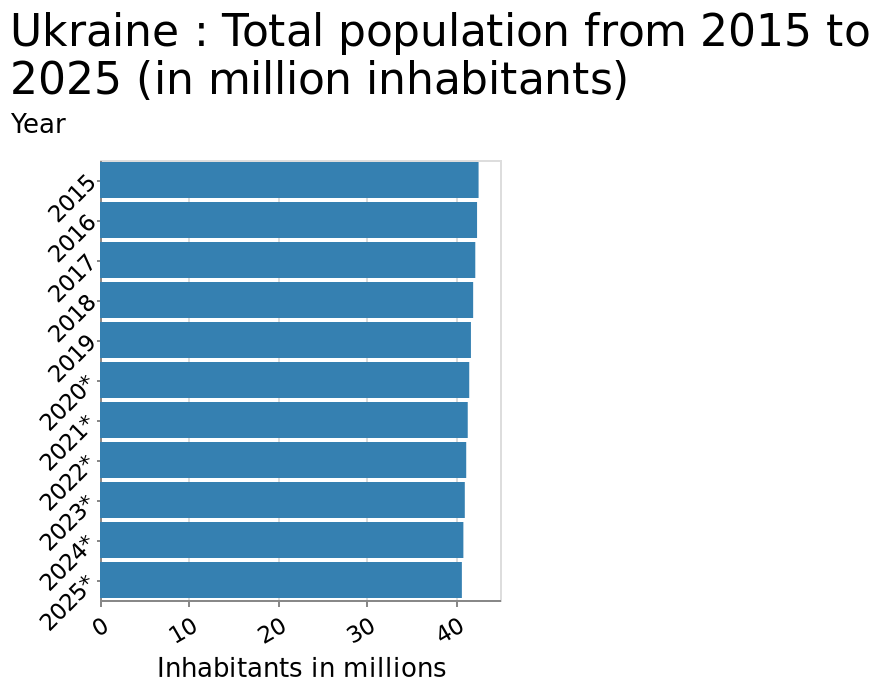 Ukraine : Total population from 2015 to
2025 (in million inhabitants)
Year
2015
2016
2017
2018
2019
2020*
2021*
2022*
2023*
2024*
2025*
0 10 20 30 40
Inhabitants in millions